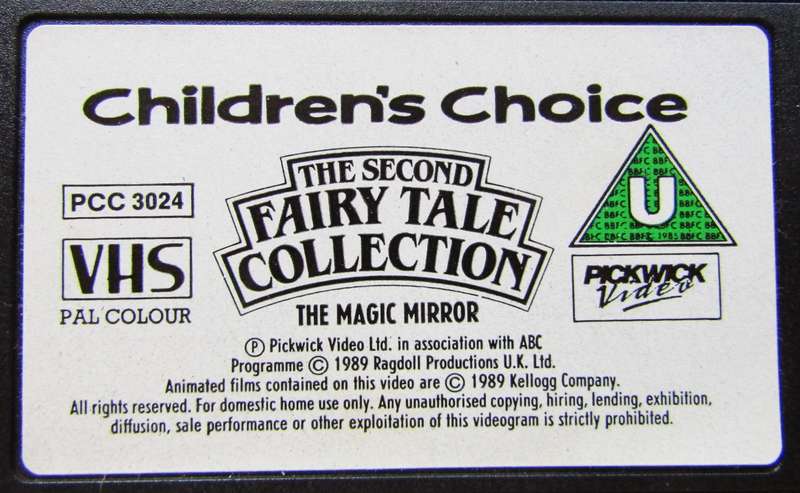 Children's Choice
THE SECOND
FAIRY TALE
COLLECTION
THE MAGIC MIRROR
PCC 3024
VHS
PAL COLOUR
U
BBFC 1985 BBFC
PICKWICK
Video
Ⓟ Pickwick Video Ltd. in association with ABC
Programme © 1989 Ragdoll Productions U.K. Ltd.
Animated films contained on this video are © 1989 Kellogg Company.
All rights reserved. For domestic home use only. Any unauthorised copying, hiring, lending, exhibition,
diffusion, sale performance or other exploitation of this videogram is strictly prohibited.